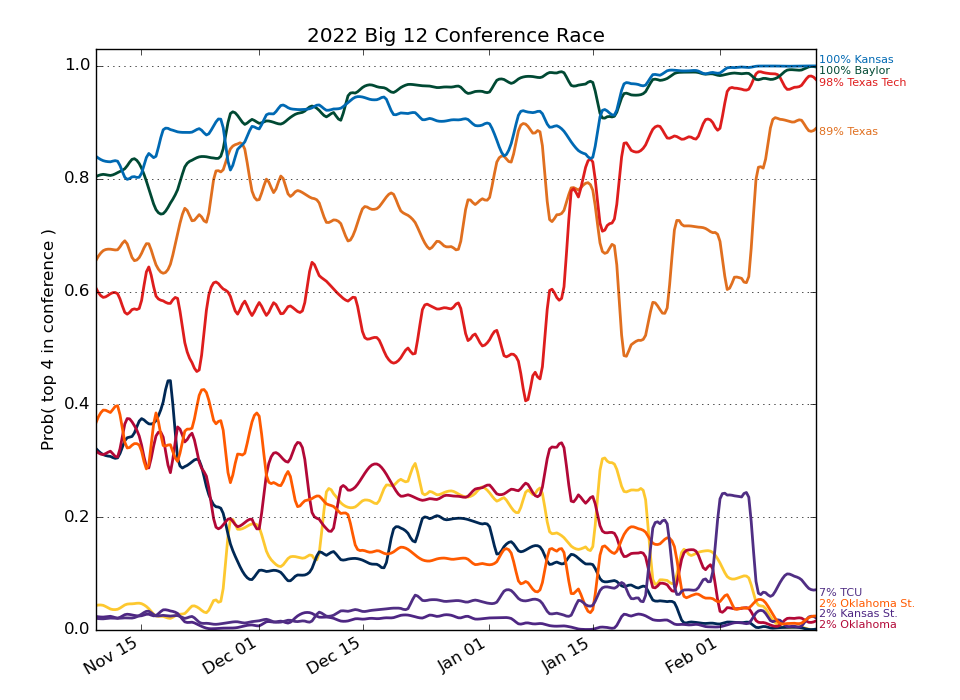 2022 Big 12 Conference Race
Prob( top 4 in conference )
1.0
0.8
0.6
0.4
0.2
0.0
Nov 15
Dec 01
Dec 15
Jan 01
Jan 15
Feb 01
100% Kansas
100% Baylor
98% Texas Tech
89% Texas
7% TCU
2% Oklahoma St.
2% Kansas St.
2% Oklahoma